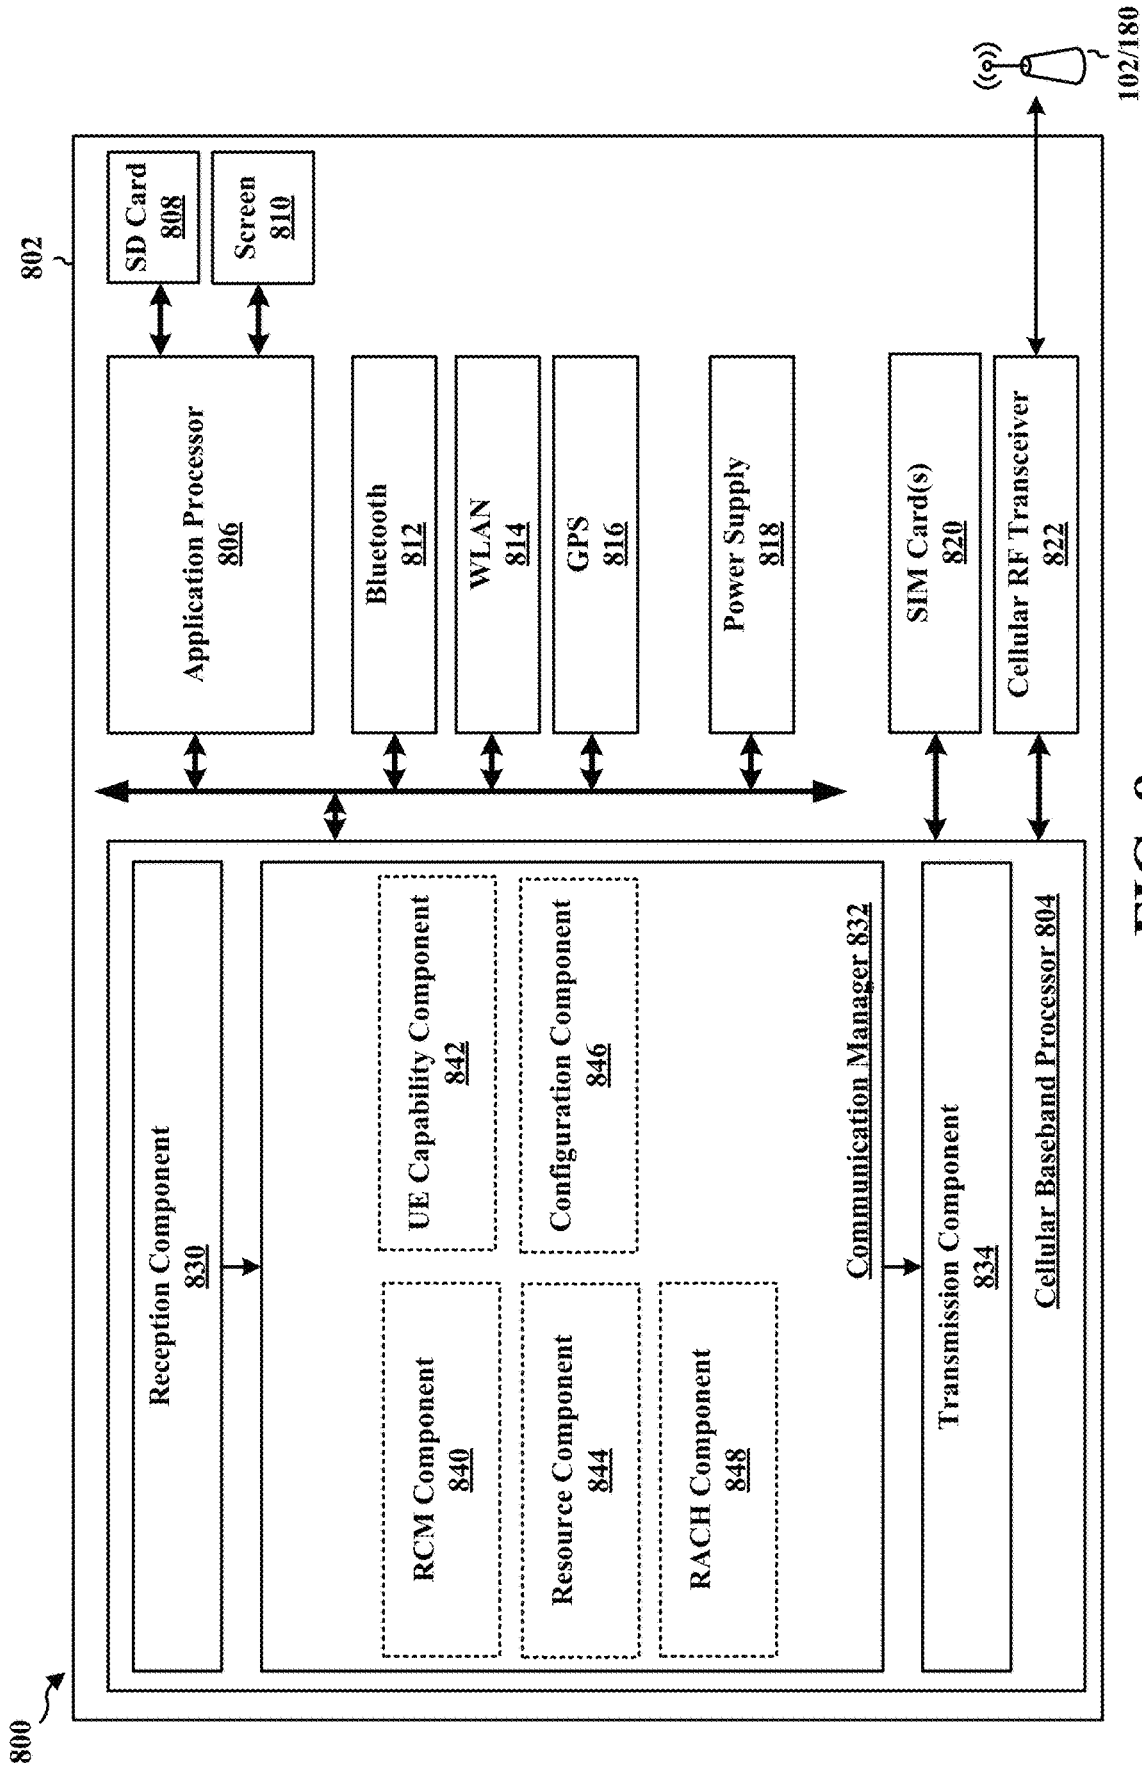 800
802
Reception Component
830
RCM Component
840
UE Capability Component
842
Resource Component
844
Configuration Component
846
RACH Component
848
Communication Manager 832
Transmission Component
834
Cellular Baseband Processor 804
Application Processor
806
SD Card
808
Screen
810
Bluetooth
812
WLAN
814
GPS
816
Power Supply
818
SIM Card(s)
820
Cellular RF Transceiver
822
102/180